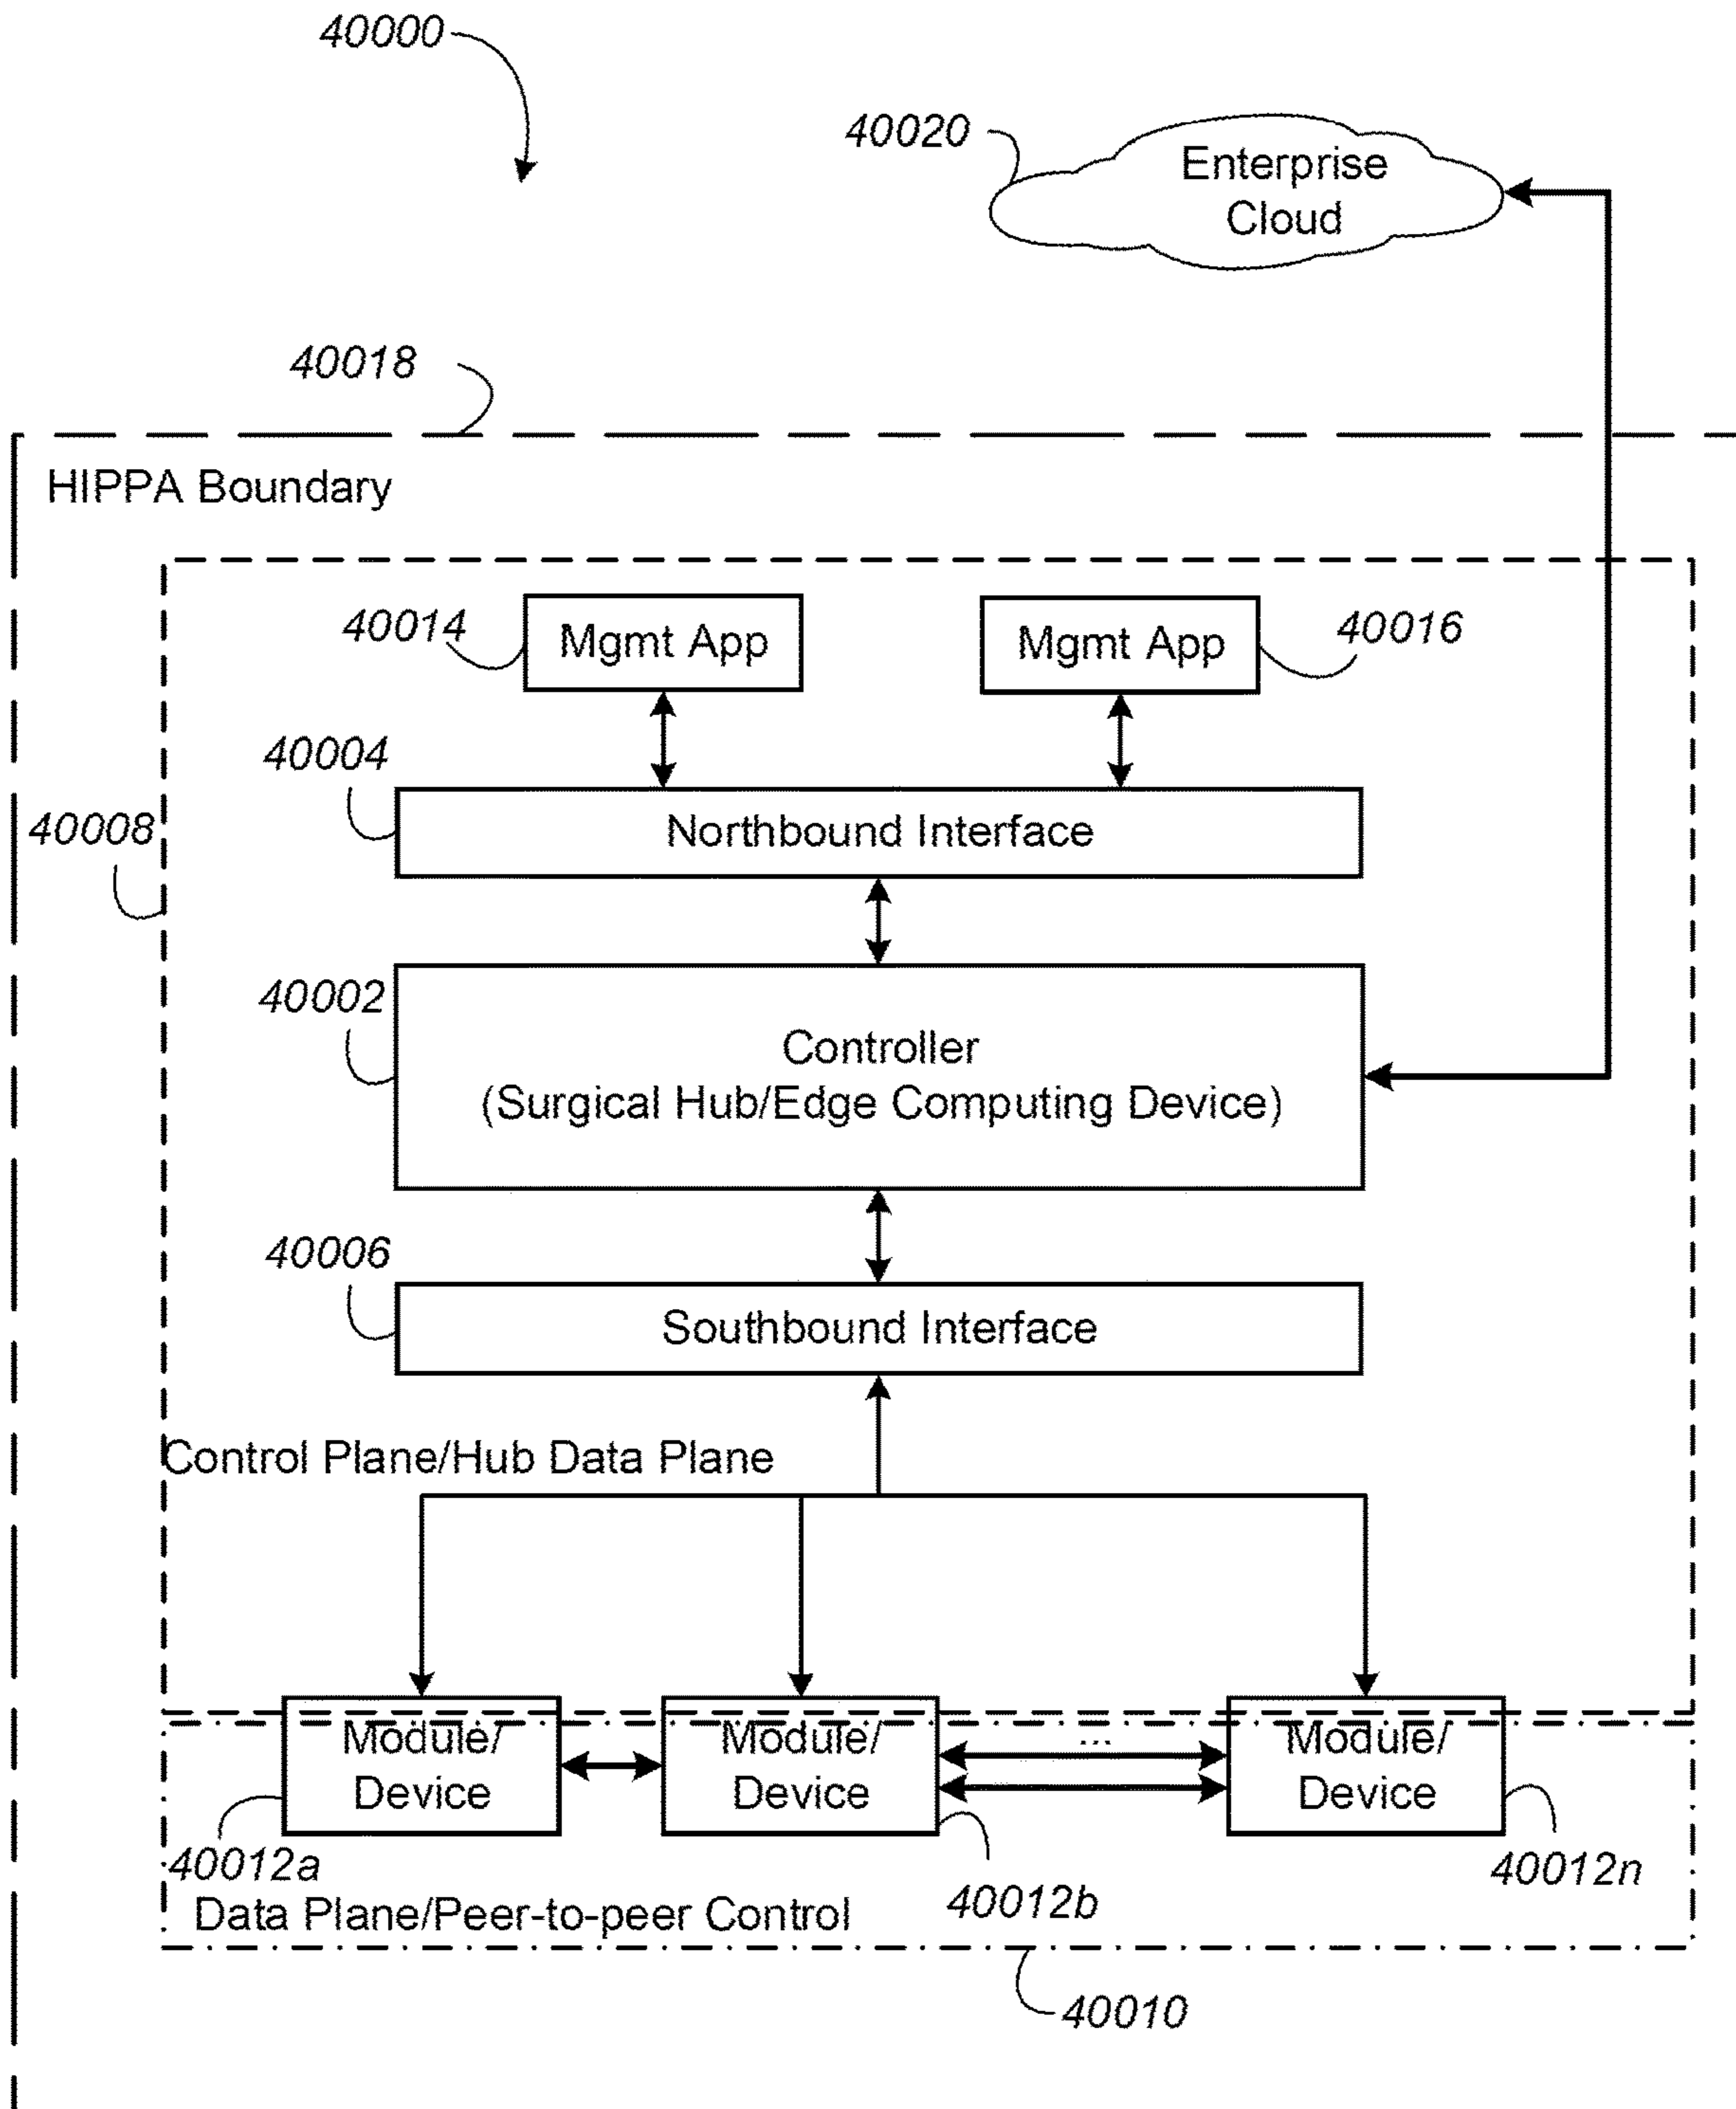 40000
40020
Enterprise
Cloud
40018
HIPPA Boundary
40014
Mgmt App
Mgmt App
40016
40004
Northbound Interface
40008
40002
Controller
(Surgical Hub/Edge Computing Device)
40006
Southbound Interface
Control Plane/Hub Data Plane
Module/
Device
Module/
Device
...
Module/
Device
40012a
40012b
40012n
Data Plane/Peer-to-peer Control
40010